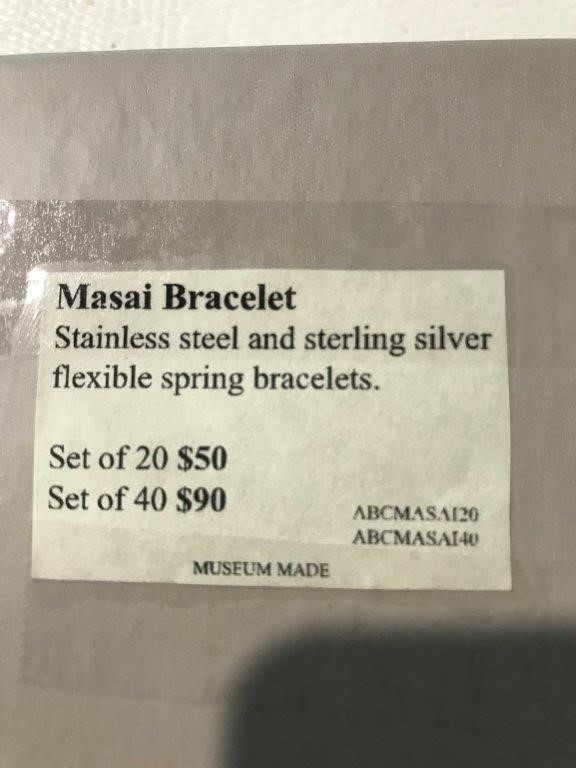 Masai Bracelet
Stainless steel and sterling silver
flexible spring bracelets.
Set of 20 $50
Set of 40 $90
ABCMASAI20
ABCMASAI40
MUSEUM MADE